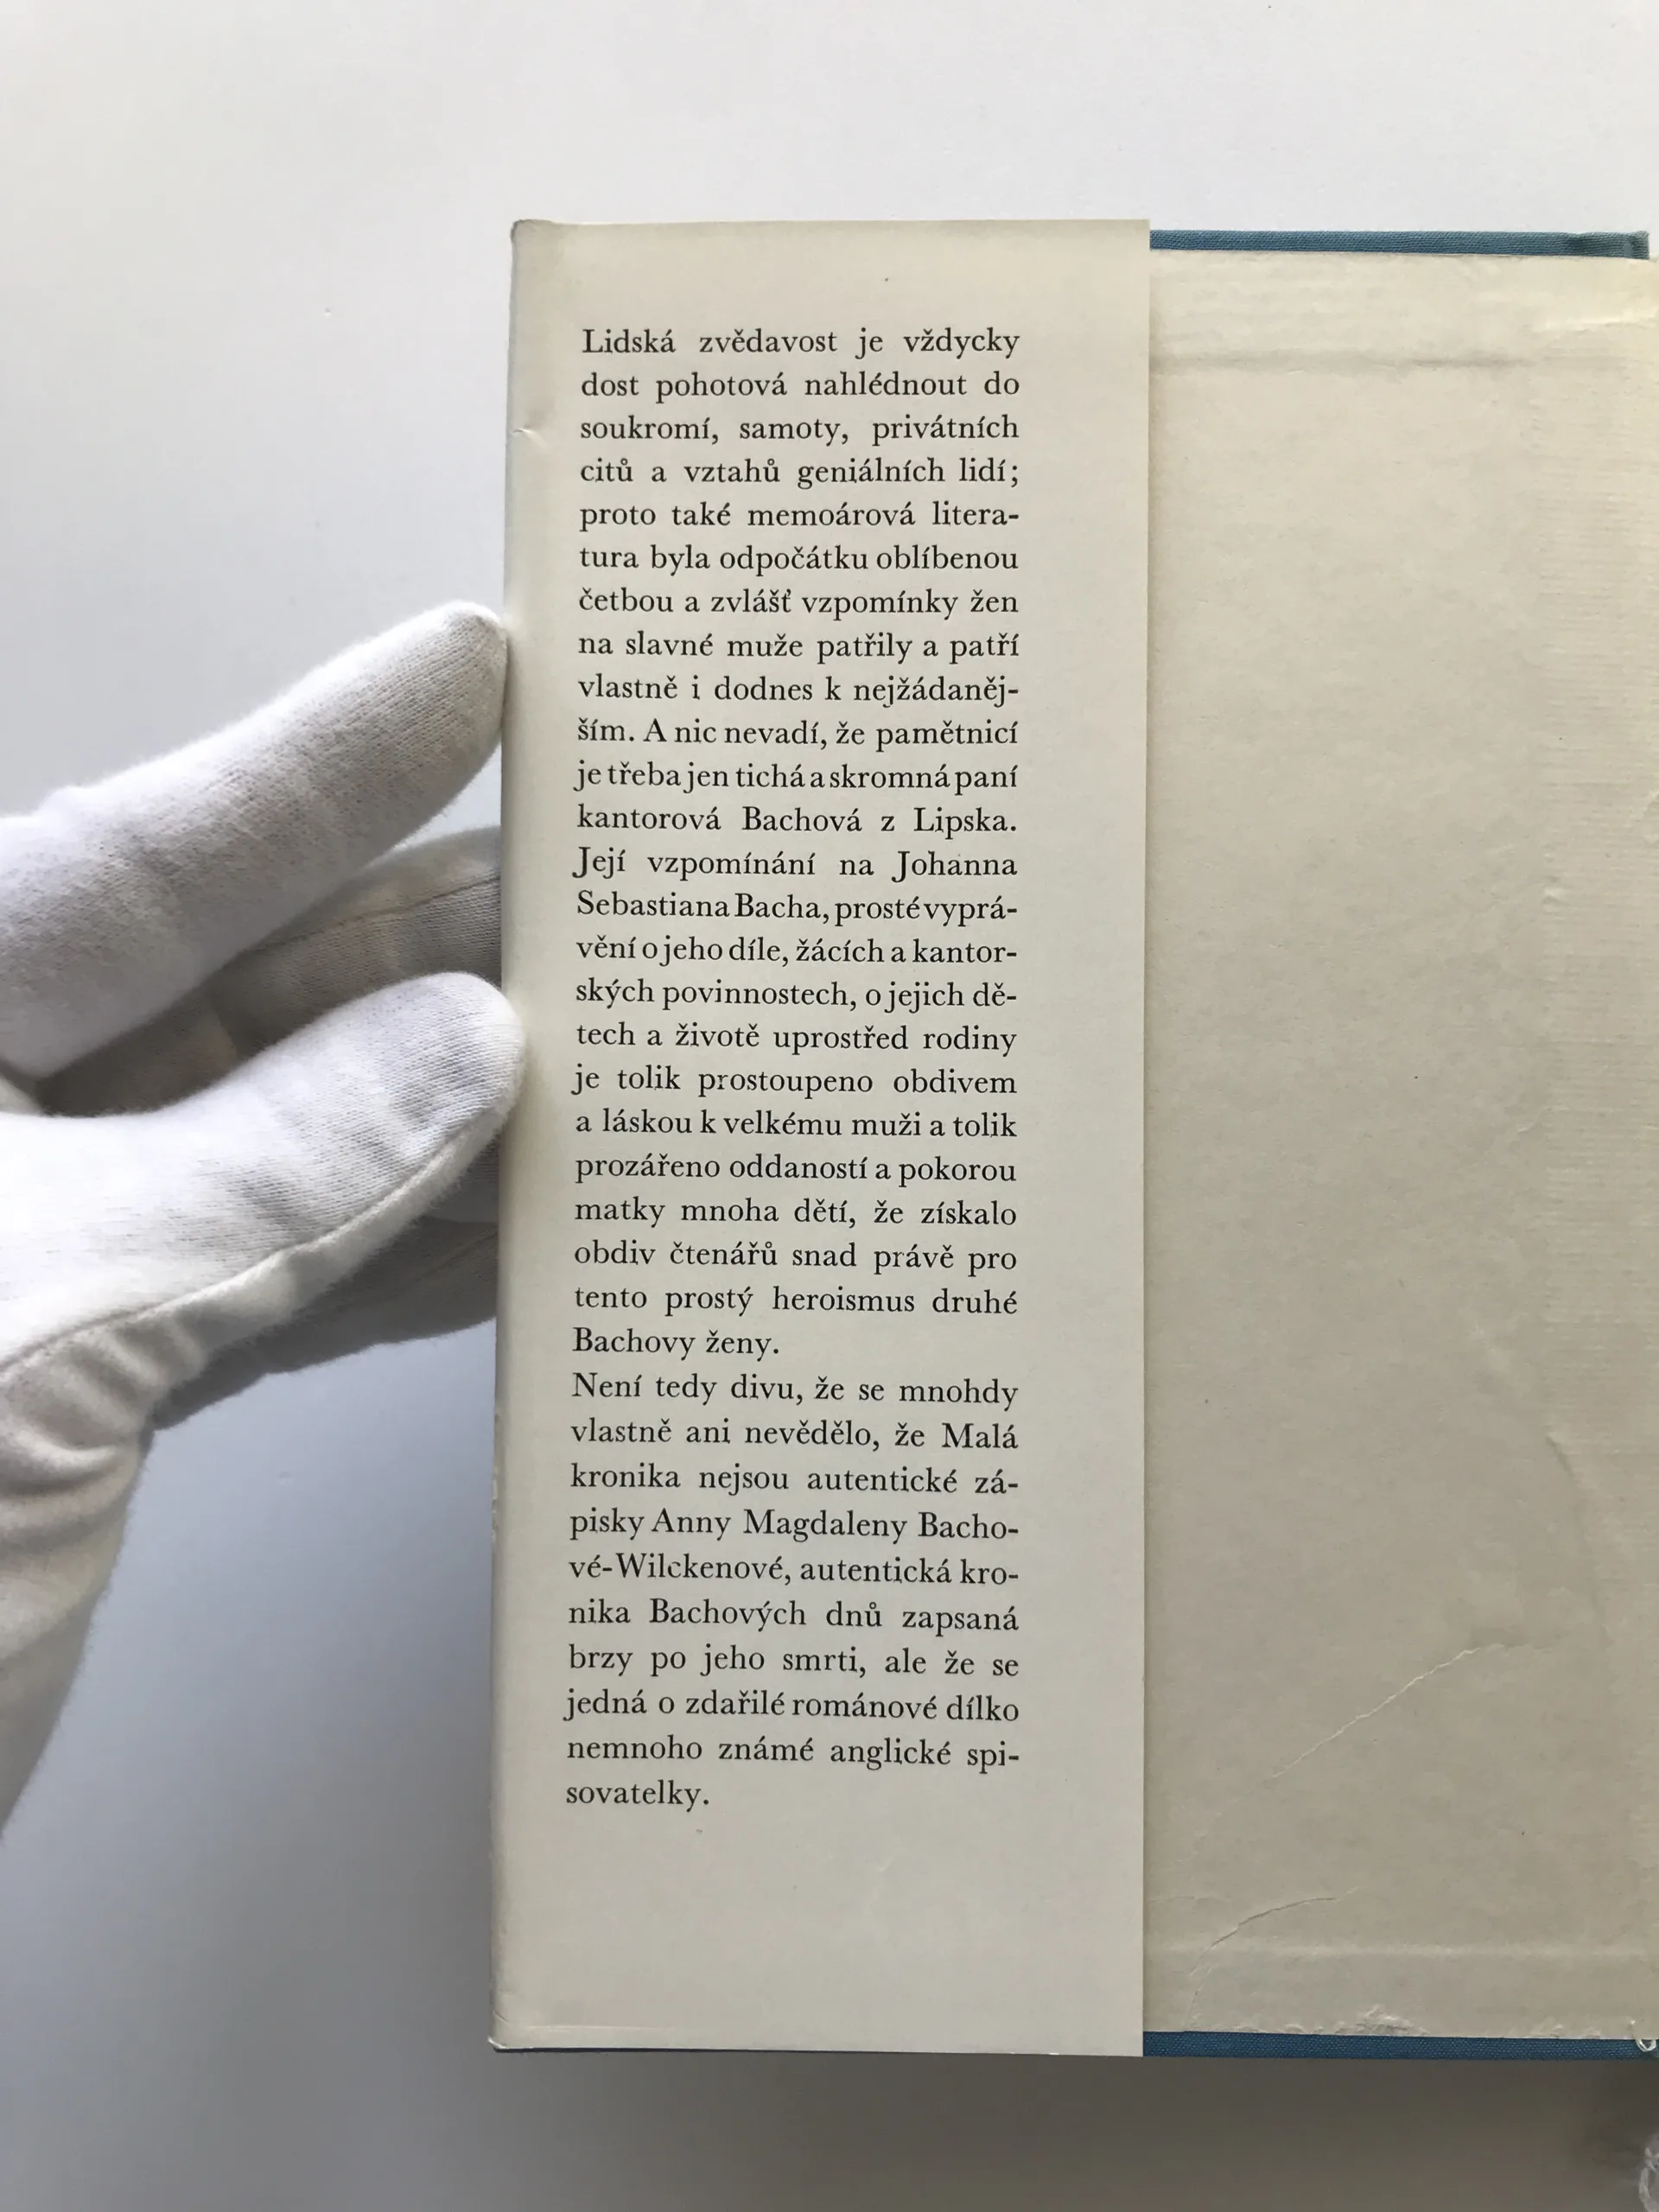 Lidská zvědavost je vždycky
dost pohotová nahlédnout do
soukromí, samoty, privátních
citů a vztahů geniálních lidí;
proto také memoárová litera-
tura byla odpočátku oblíbenou
četbou a zvlášť vzpomínky žen
na slavné muže patřily a patří
vlastně i dodnes k nejžádaněj-
ším. A nic nevadí, že pamětnicí
je třeba jen tichá a skromná paní
kantorová Bachová z Lipska.
Její vzpomínání na Johanna
Sebastiana Bacha, prosté vyprá-
vění o jeho díle, žácích a kantor-
ských povinnostech, o jejich dě-
tech a životě uprostřed rodiny
je tolik prostoupeno obdivem
a láskou k velkému muži a tolik
prozářeno oddaností a pokorou
matky mnoha dětí, že získalo
obdiv čtenářů snad právě pro
tento prostý heroismus druhé
Bachovy ženy.
Není tedy divu, že se mnohdy
vlastně ani nevědělo, že Malá
kronika nejsou autentické zá-
pisky Anny Magdaleny Bacho-
vé-Wilckenové, autentická kro-
nika Bachových dnů zapsaná
brzy po jeho smrti, ale že se
jedná o zdařilé románové dílko
nemnoho známé anglické spi-
sovatelky.